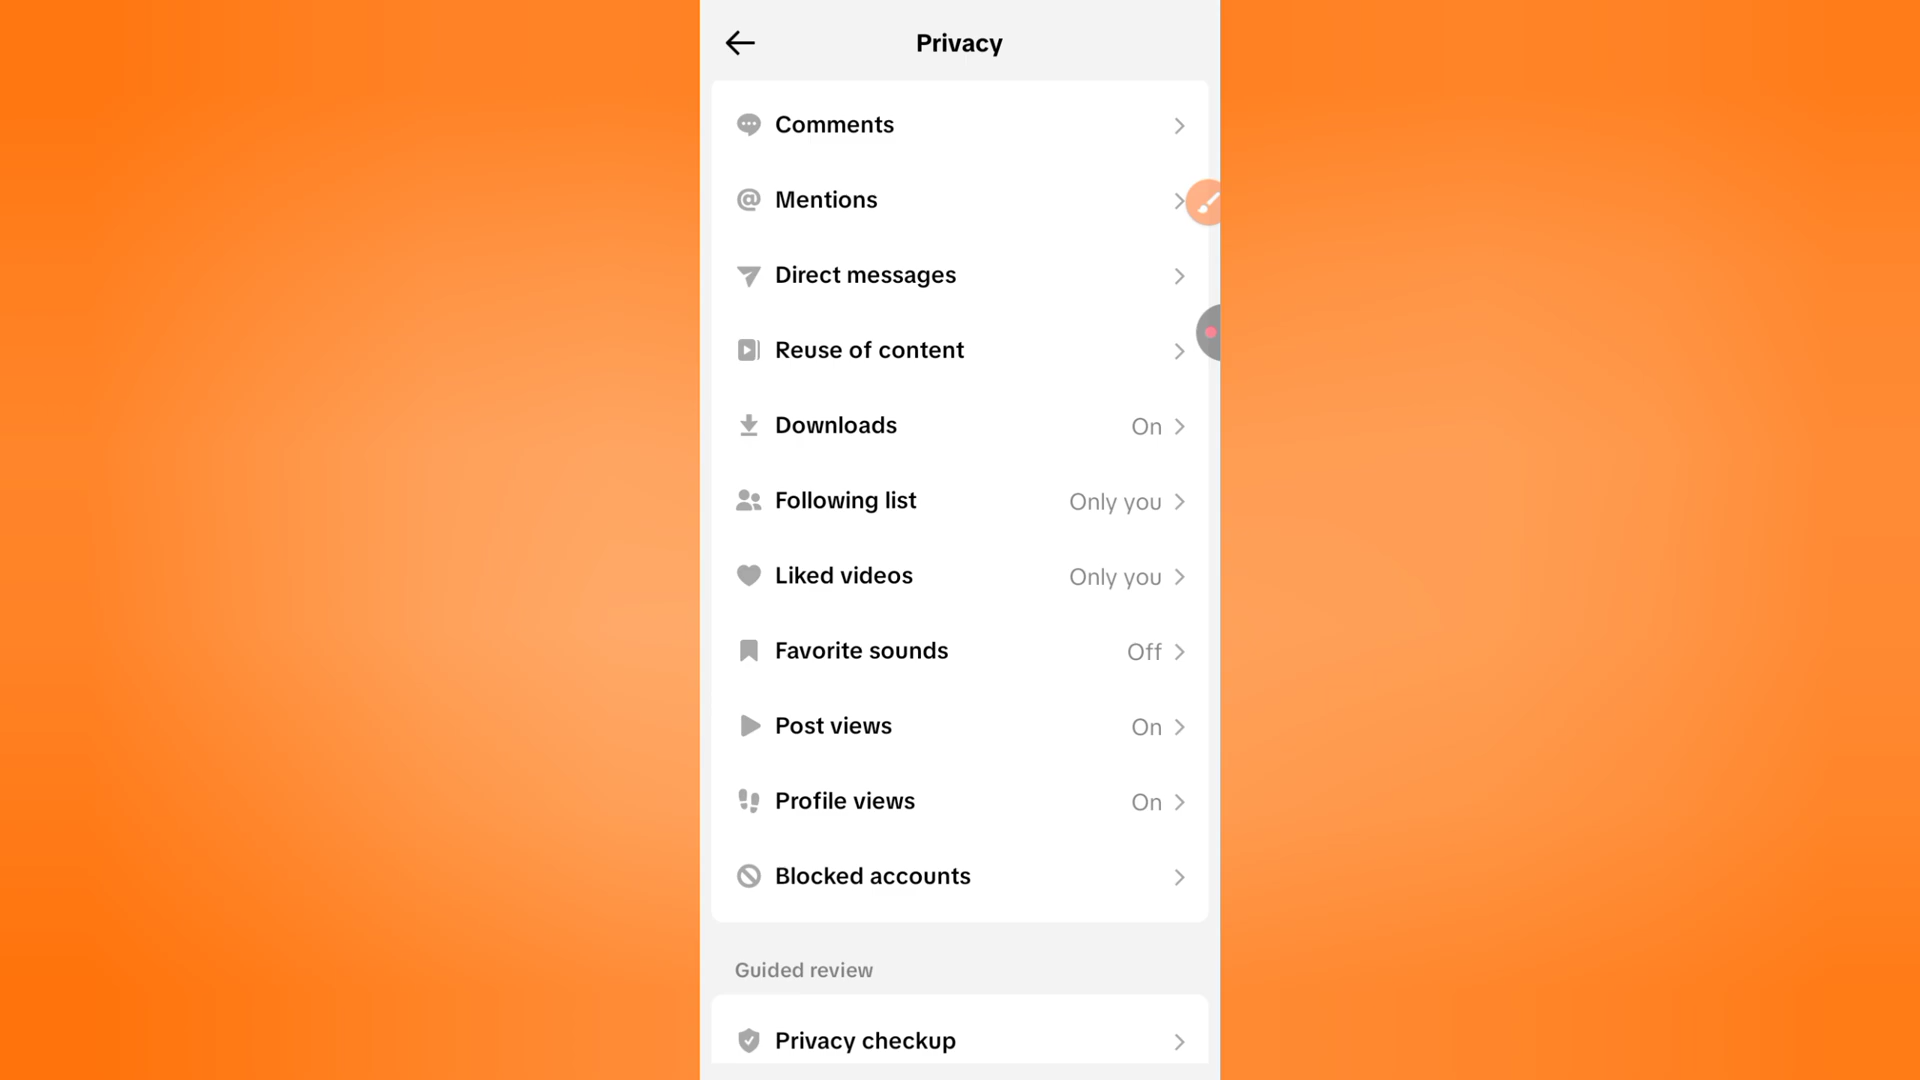 Privacy
Comments
Mentions
Direct messages
Reuse of content
Downloads On
Following list Only you
Liked videos Only you
Favorite sounds Off
Post views On
Profile views On
Blocked accounts
Guided review
Privacy checkup